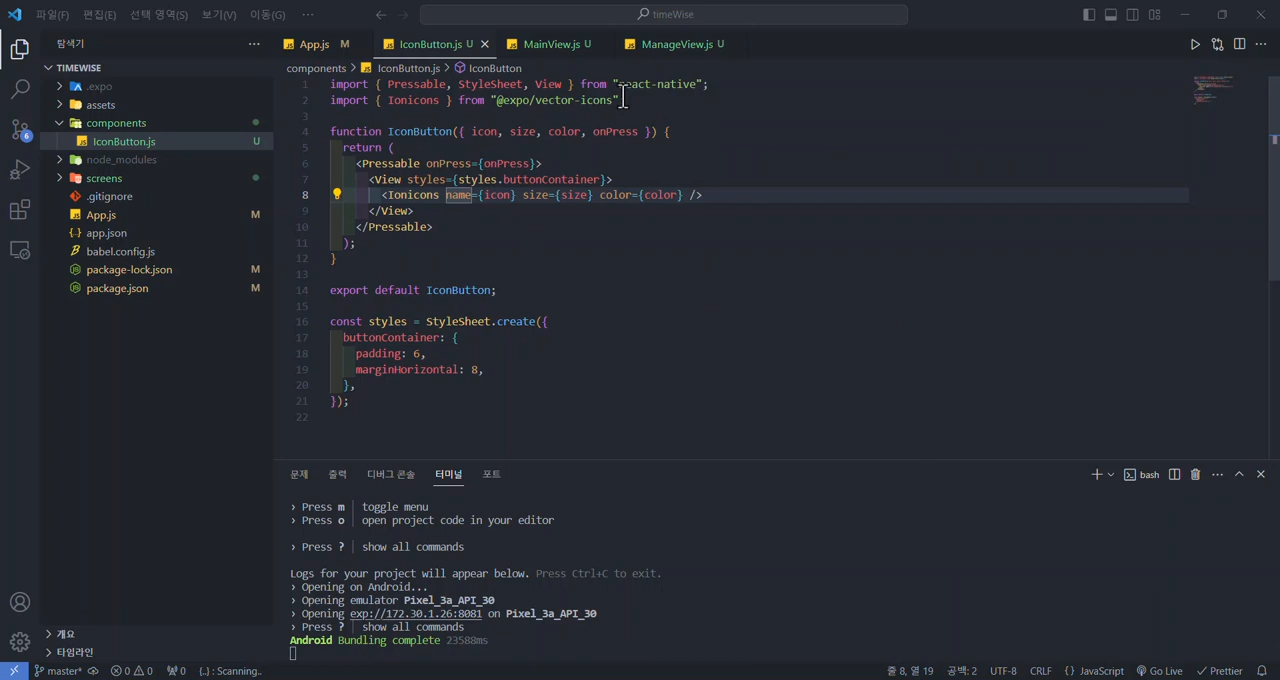 파일(F) 편집(E) 선택 영역(S) 보기(V) 이동(G) ··· timeWise
탐색기 ···
App.js M IconButton.js U MainView.js U ManageView.js U
TIMEWISE
.expo
assets
components
IconButton.js U
node_modules
screens
.gitignore
App.js M
app.json
babel.config.js
package-lock.json M
package.json M
개요
타임라인
components > IconButton.js > IconButton
1 import { Pressable, StyleSheet, View } from "react-native";
2 import { Ionicons } from "@expo/vector-icons"
3
4 function IconButton({ icon, size, color, onPress }) {
5 return (
6 <Pressable onPress={onPress}>
7 <View styles={styles.buttonContainer}>
8 <Ionicons name={icon} size={size} color={color} />
9 </View>
10 </Pressable>
11 );
12 }
13
14 export default IconButton;
15
16 const styles = StyleSheet.create({
17 buttonContainer: {
18 padding: 6,
19 marginHorizontal: 8,
20 },
21 });
22
문제 출력 디버그 콘솔 터미널 포트 bash ···
› Press m │ toggle menu
› Press o │ open project code in your editor
› Press ? │ show all commands
Logs for your project will appear below. Press Ctrl+C to exit.
› Opening on Android...
› Opening emulator Pixel_3a_API_30
› Opening exp://172.30.1.26:8081 on Pixel_3a_API_30
› Press ? │ show all commands
Android Bundling complete 23588ms
6
master* 0 0 0 {..} : Scanning.. 줄 8, 열 19 공백: 2 UTF-8 CRLF {} JavaScript Go Live Prettier